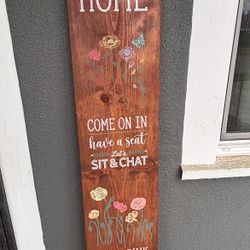 HOME
COME ON IN
have a seat
Let's
SIT & CHAT